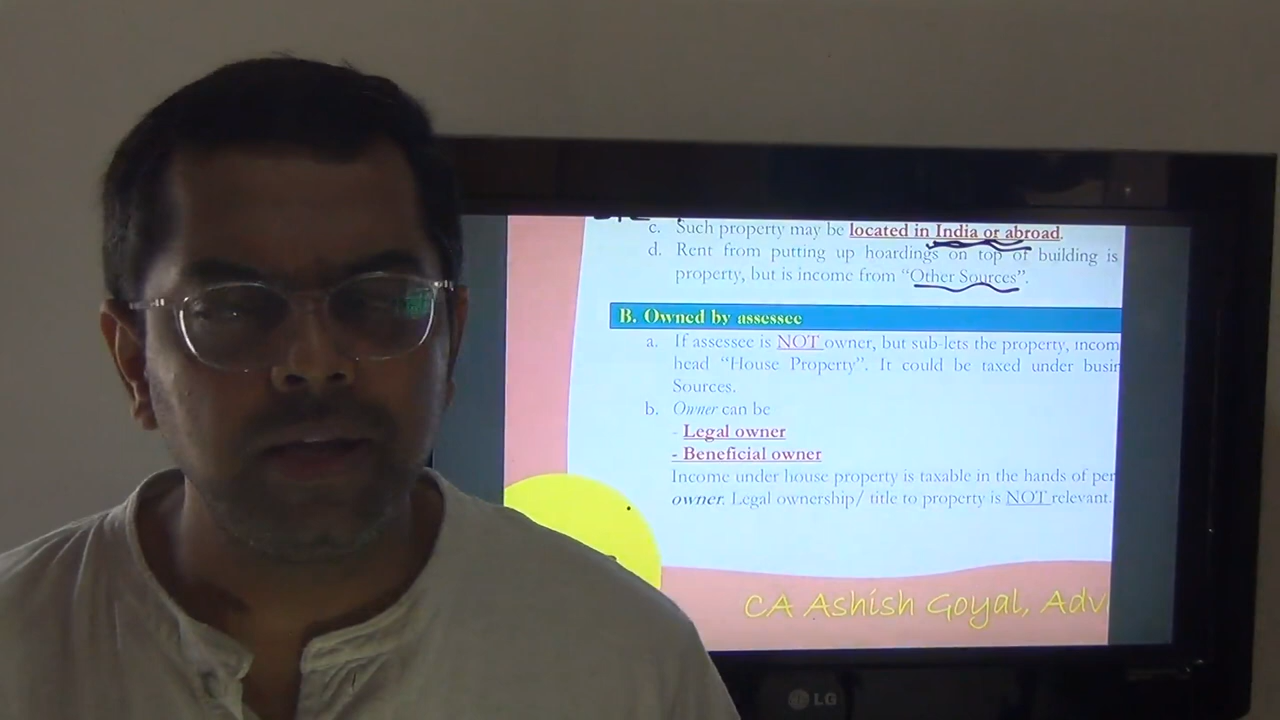 c. Such property may be located in India or abroad.
d. Rent from putting up hoardings on top of building is
property, but is income from “Other Sources”.
B. Owned by assessee
a. If assessee is NOT owner, but sub-lets the property, incom
head “House Property”. It could be taxed under busin
Sources.
b. Owner can be
- Legal owner
- Beneficial owner
Income under house property is taxable in the hands of per
owner. Legal ownership/ title to property is NOT relevant.
CA Ashish Goyal, Adv
LG